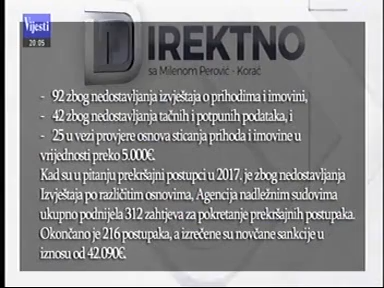 Vijesti
20:05
DIREKTNO
sa Milenom Perović - Korać
- 92 zbog nedostavljanja izvještaja o prihodima i imovini,
- 42 zbog nedostavljanja tačnih i potpunih podataka, i
- 25 u vezi provjere osnova sticanja prihoda i imovine u
vrijednosti preko 5.000€.
Kad su u pitanju prekršajni postupci u 2017. je zbog nedostavljanja
Izvještaja po različitim osnovima, Agencija nadležnim sudovima
ukupno podnijela 312 zahtjeva za pokretanje prekršajnih postupaka.
Okončano je 216 postupaka, a izrečene su novčane sankcije u
iznosu od 42.090€.